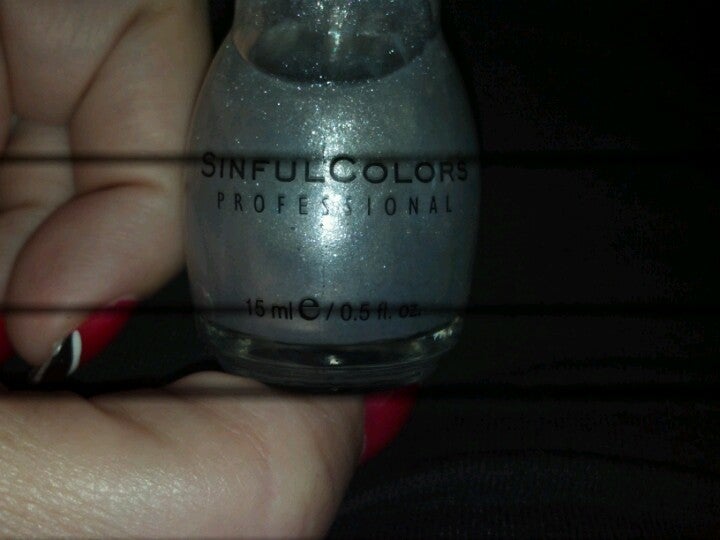 SINFULCOLORS
PROFESSIONAL
15 ml e / 0.5 fl. oz.